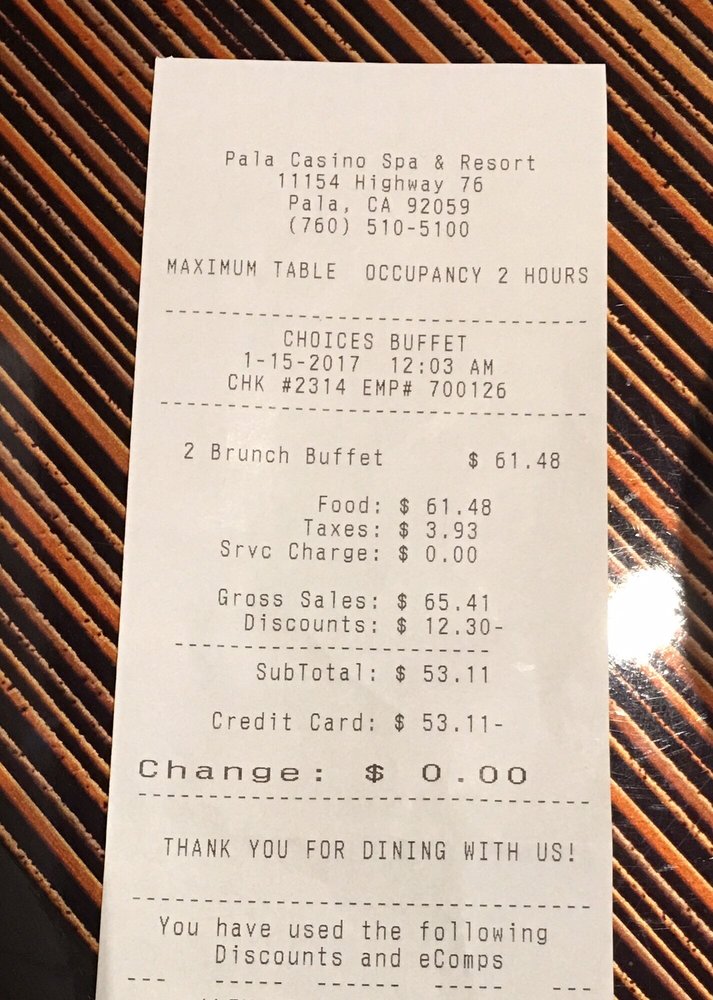 Pala Casino Spa & Resort
11154 Highway 76
Pala, CA 92059
(760) 510-5100
MAXIMUM TABLE OCCUPANCY 2 HOURS
CHOICES BUFFET
1-15-2017 12:03 AM
CHK #2314 EMP# 700126
2 Brunch Buffet $ 61.48
Food: $ 61.48
Taxes: $ 3.93
Srvc Charge: $ 0.00
Gross Sales: $ 65.41
Discounts: $ 12.30-
SubTotal: $ 53.11
Credit Card: $ 53.11-
Change: $ 0.00
THANK YOU FOR DINING WITH US!
You have used the following
Discounts and eComps